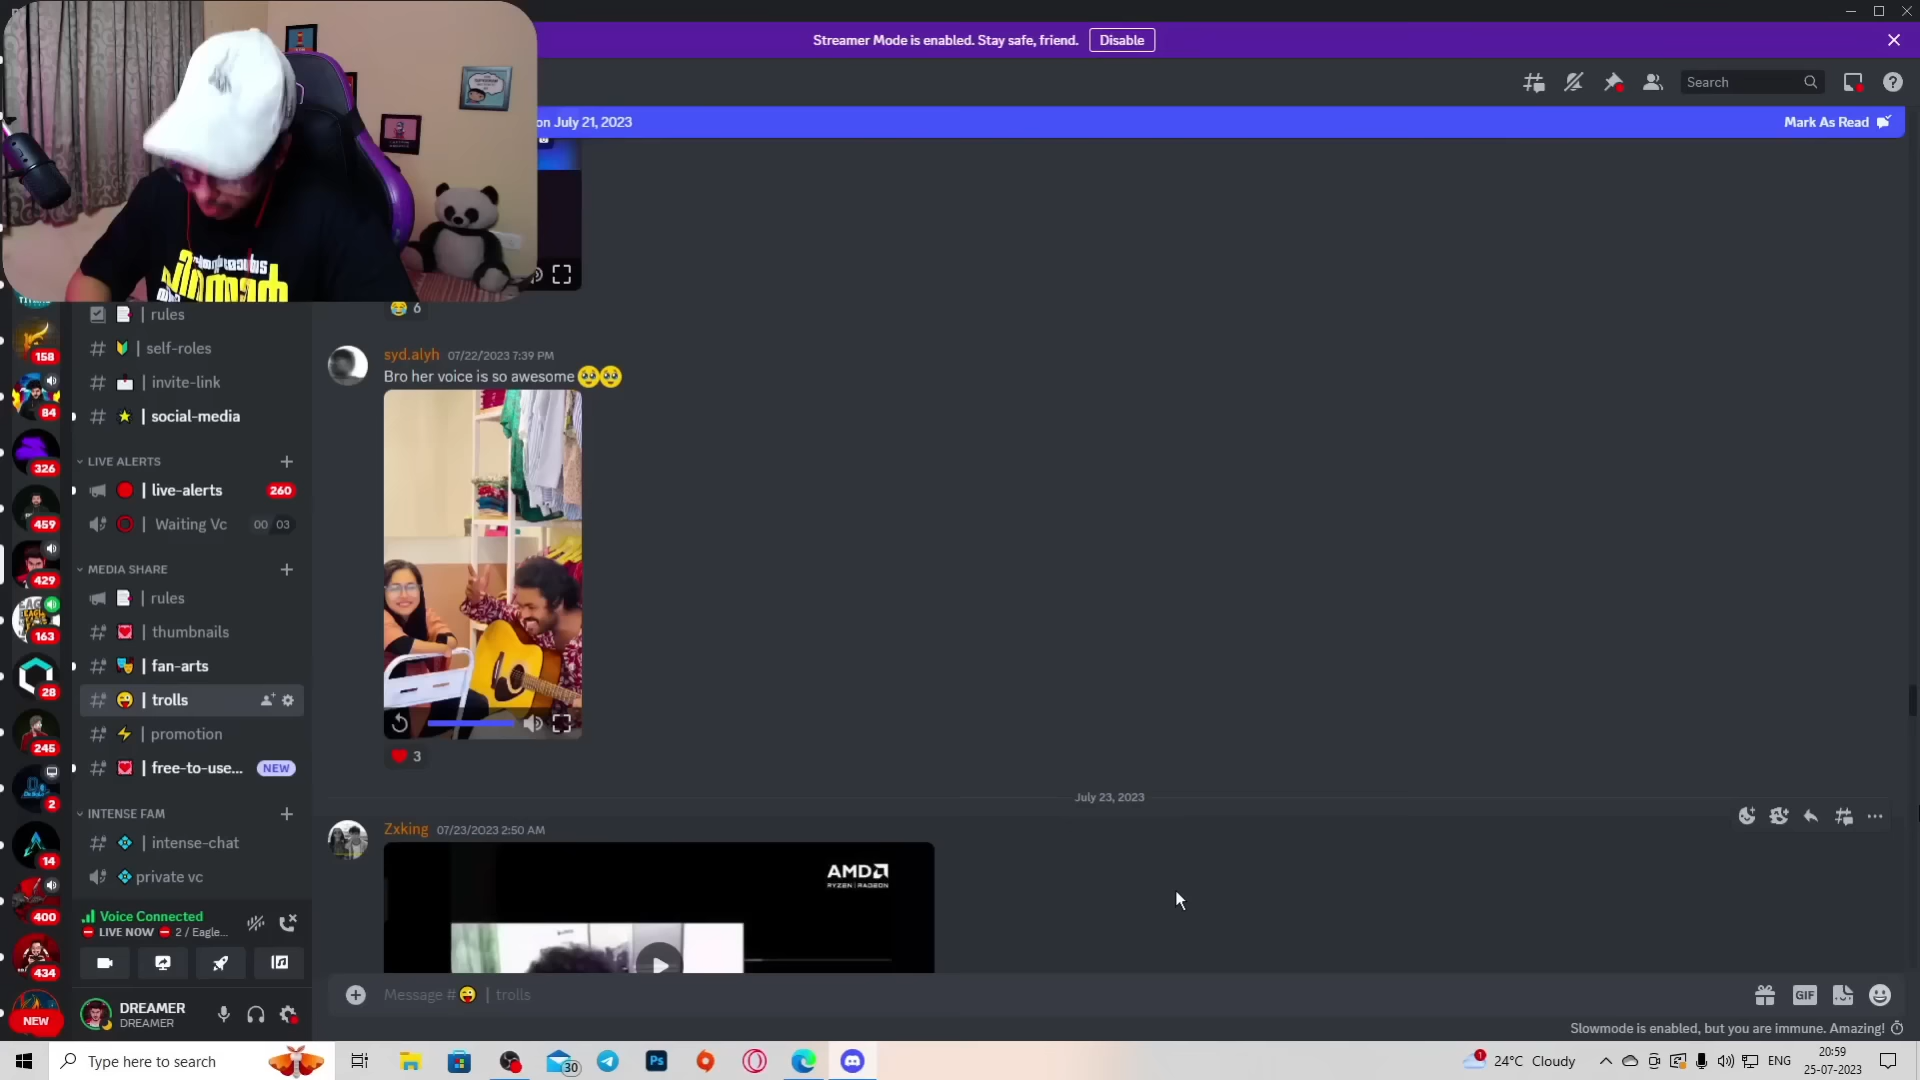 Streamer Mode is enabled. Stay safe, friend.
Disable
Search
on July 21, 2023
Mark As Read
6
rules
self-roles
invite-link
social-media
LIVE ALERTS
live-alerts 260
Waiting Vc 00 03
MEDIA SHARE
rules
thumbnails
fan-arts
trolls
promotion
free-to-use... NEW
INTENSE FAM
intense-chat
private vc
158
84
326
459
429
163
28
245
2
14
400
434
NEW
Voice Connected
LIVE NOW 2 / Eagle...
DREAMER
DREAMER
syd.alyh 07/22/2023 7:39 PM
Bro her voice is so awesome
3
July 23, 2023
Zxking 07/23/2023 2:50 AM
AMD
RYZEN | RADEON
Message # | trolls
GIF
Slowmode is enabled, but you are immune. Amazing!
Type here to search
Ps
30
1
24°C Cloudy
ENG
20:59
25-07-2023